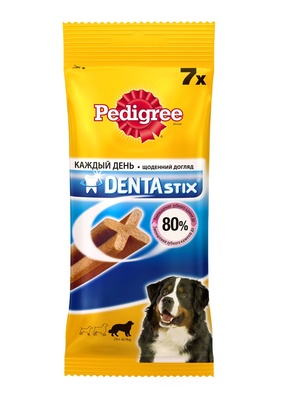 7x
Pedigree
КАЖДЫЙ ДЕНЬ • ЩОДЕННИЙ ДОГЛЯД
DENTASTIX
80%